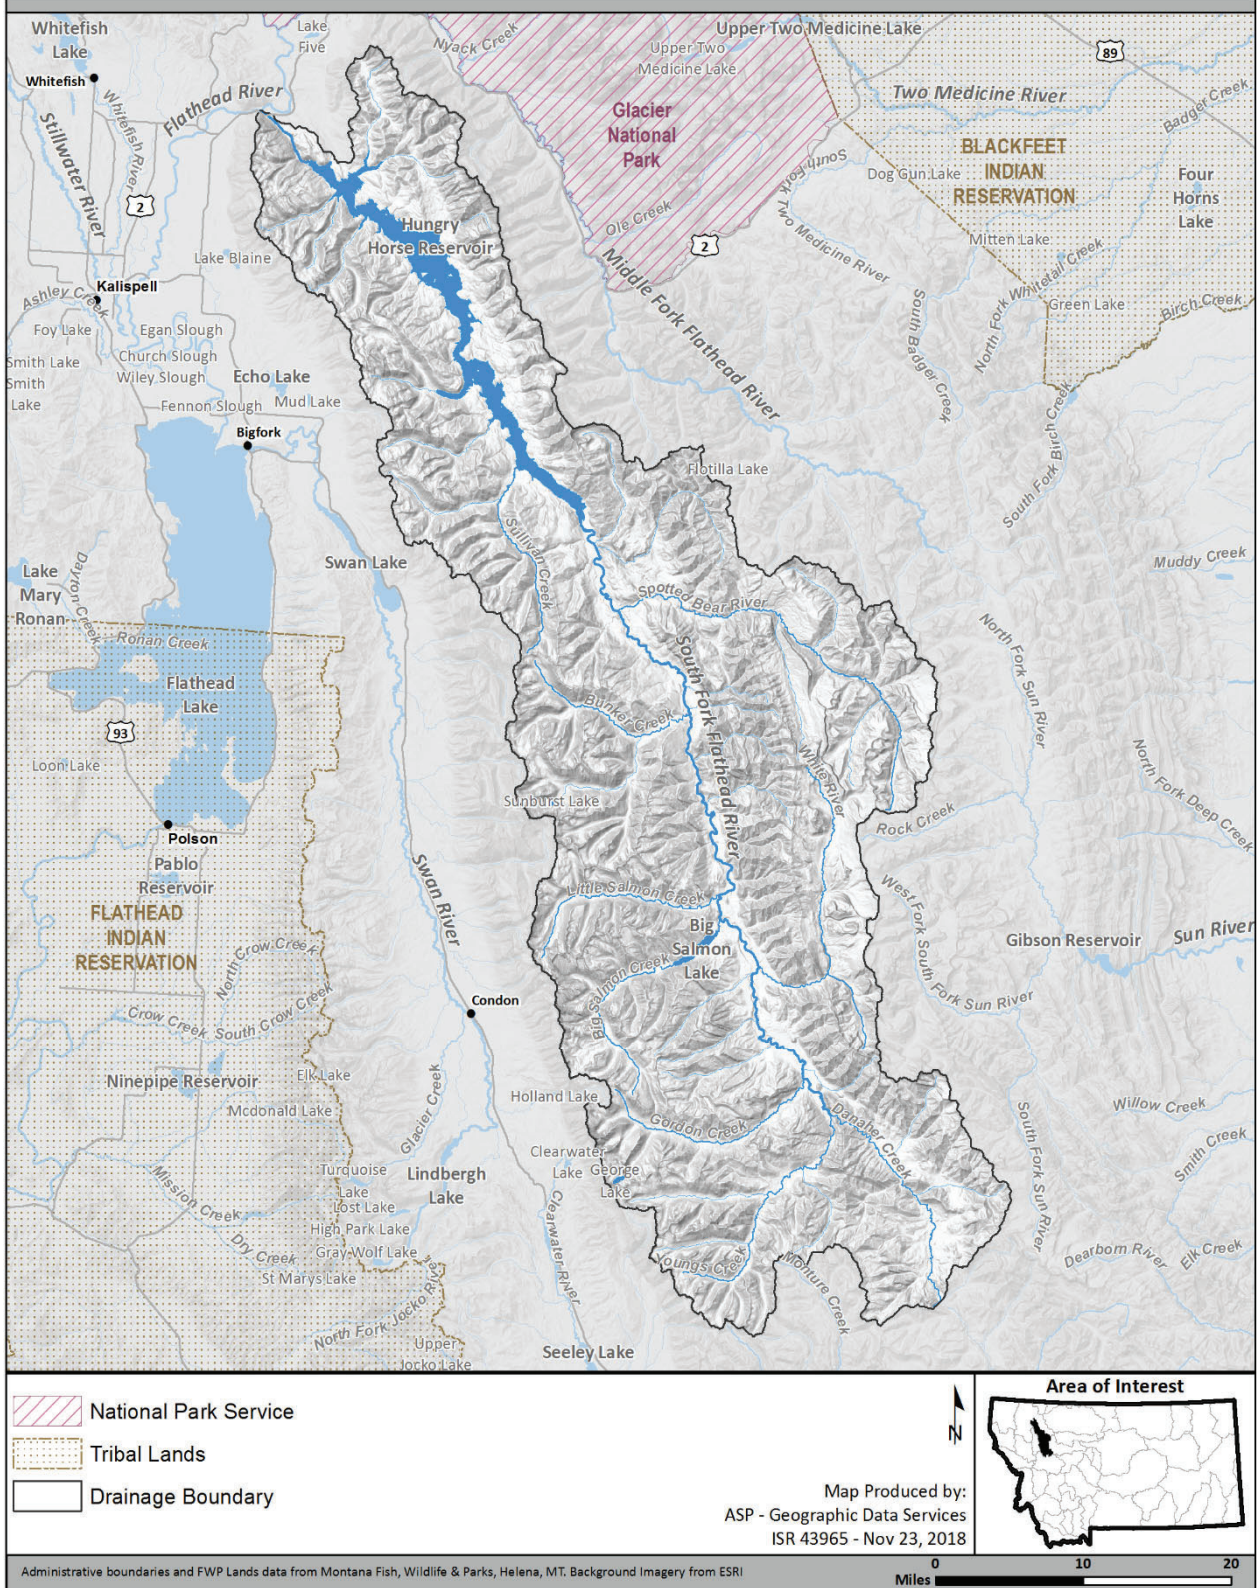 Whitefish
Lake
Whitefish
Whitefish River
Stillwater River
Flathead River
2
Lake
Five
Nyack Creek
Upper Two
Medicine Lake
Upper Two Medicine Lake
89
Glacier
National
Park
Two Medicine River
Badger Creek
BLACKFEET
INDIAN
RESERVATION
South Fork Two Medicine River
Dog Gun Lake
Four
Horns
Lake
Ole Creek
2
Mitten Lake
North Fork Whitetail Creek
Green Lake
Birch Creek
Hungry
Horse Reservoir
Lake Blaine
Middle Fork Flathead River
South Badger Creek
Kalispell
Ashley Creek
Foy Lake
Egan Slough
Church Slough
Wiley Slough
Smith Lake
Smith
Lake
Echo Lake
Mud Lake
Fennon Slough
Bigfork
South Fork Birch Creek
Flotilla Lake
Sullivan Creek
Muddy Creek
Swan Lake
Lake
Mary
Ronan
Dayton Creek
Ronan Creek
Spotted Bear River
North Fork Sun River
Flathead
Lake
South Fork Flathead River
Bunker Creek
93
Loon Lake
White River
North Fork Deep Creek
Sunburst Lake
Rock Creek
Polson
Pablo
Reservoir
Swan River
Little Salmon Creek
West Fork South Fork Sun River
FLATHEAD
INDIAN
RESERVATION
North Crow Creek
Big
Salmon
Lake
Gibson Reservoir
Sun River
Big Salmon Creek
Condon
Crow Creek
South Crow Creek
Ninepipe Reservoir
Elk Lake
Mcdonald Lake
Glacier Creek
Holland Lake
Gordon Creek
Danaher Creek
South Fork Sun River
Willow Creek
Smith Creek
Clearwater
Lake
George
Lake
Turquoise
Lake
Lindbergh
Lake
Lost Lake
Mission Creek
High Park Lake
Gray Wolf Lake
Dry Creek
St Marys Lake
Clearwater River
Youngs Creek
Monture Creek
Dearborn River
Elk Creek
North Fork Jocko River
Upper
Jocko Lake
Seeley Lake
National Park Service
Tribal Lands
Drainage Boundary
N
Map Produced by:
ASP - Geographic Data Services
ISR 43965 - Nov 23, 2018
Area of Interest
Administrative boundaries and FWP Lands data from Montana Fish, Wildlife & Parks, Helena, MT. Background Imagery from ESRI
0 10 20
Miles